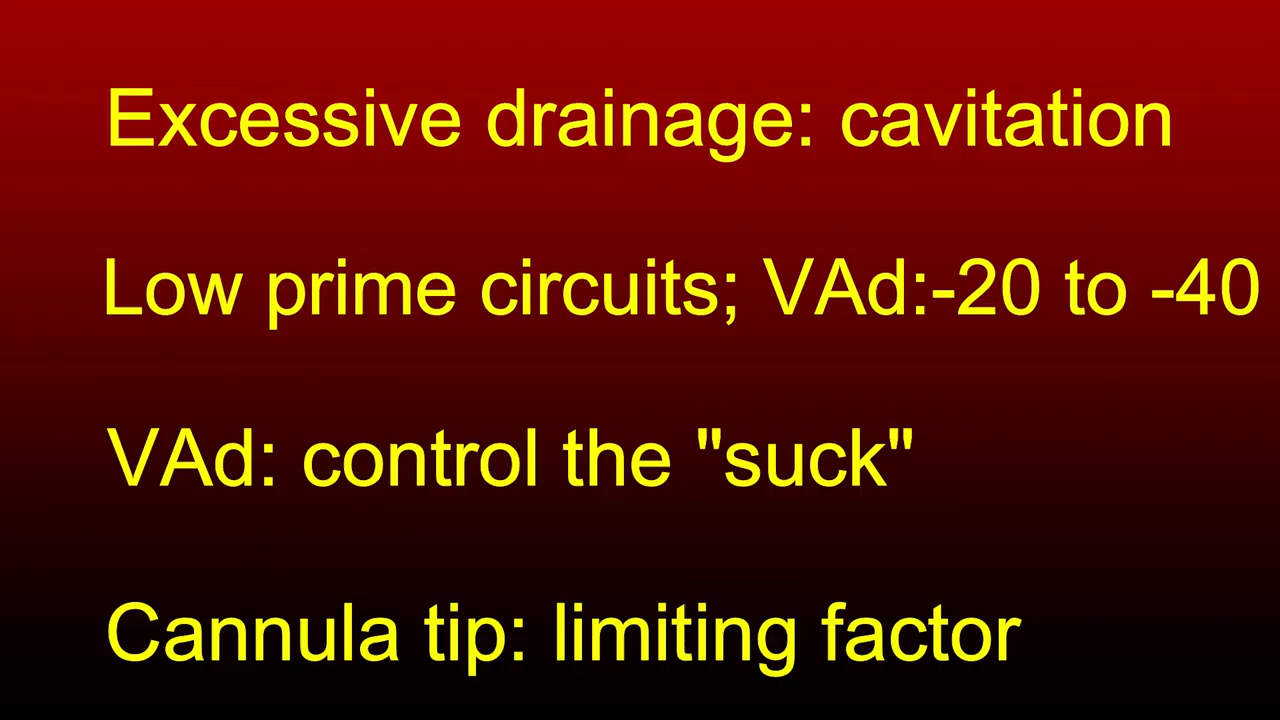 Excessive drainage: cavitation
Low prime circuits; VAd:-20 to -40
VAd: control the "suck"
Cannula tip: limiting factor